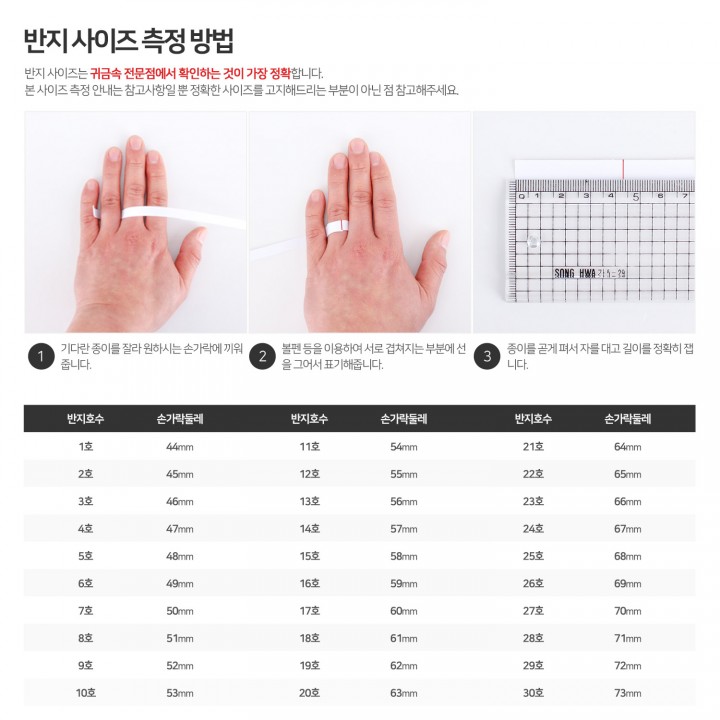 반지 사이즈 측정 방법
반지 사이즈는 귀금속 전문점에서 확인하는 것이 가장 정확합니다.
본 사이즈 측정 안내는 참고사항일 뿐 정확한 사이즈를 고지해드리는 부분이 아닌 점 참고해주세요.
0 1 2 3 4 5 6 7
SONG HWA
1 기다란 종이를 잘라 원하시는 손가락에 끼워
줍니다.
2 볼펜 등을 이용하여 서로 겹쳐지는 부분에 선
을 그어서 표기해줍니다.
3 종이를 곧게 펴서 자를 대고 길이를 정확히 잽
니다.
반지호수 손가락둘레 반지호수 손가락둘레 반지호수 손가락둘레
1호 44mm 11호 54mm 21호 64mm
2호 45mm 12호 55mm 22호 65mm
3호 46mm 13호 56mm 23호 66mm
4호 47mm 14호 57mm 24호 67mm
5호 48mm 15호 58mm 25호 68mm
6호 49mm 16호 59mm 26호 69mm
7호 50mm 17호 60mm 27호 70mm
8호 51mm 18호 61mm 28호 71mm
9호 52mm 19호 62mm 29호 72mm
10호 53mm 20호 63mm 30호 73mm